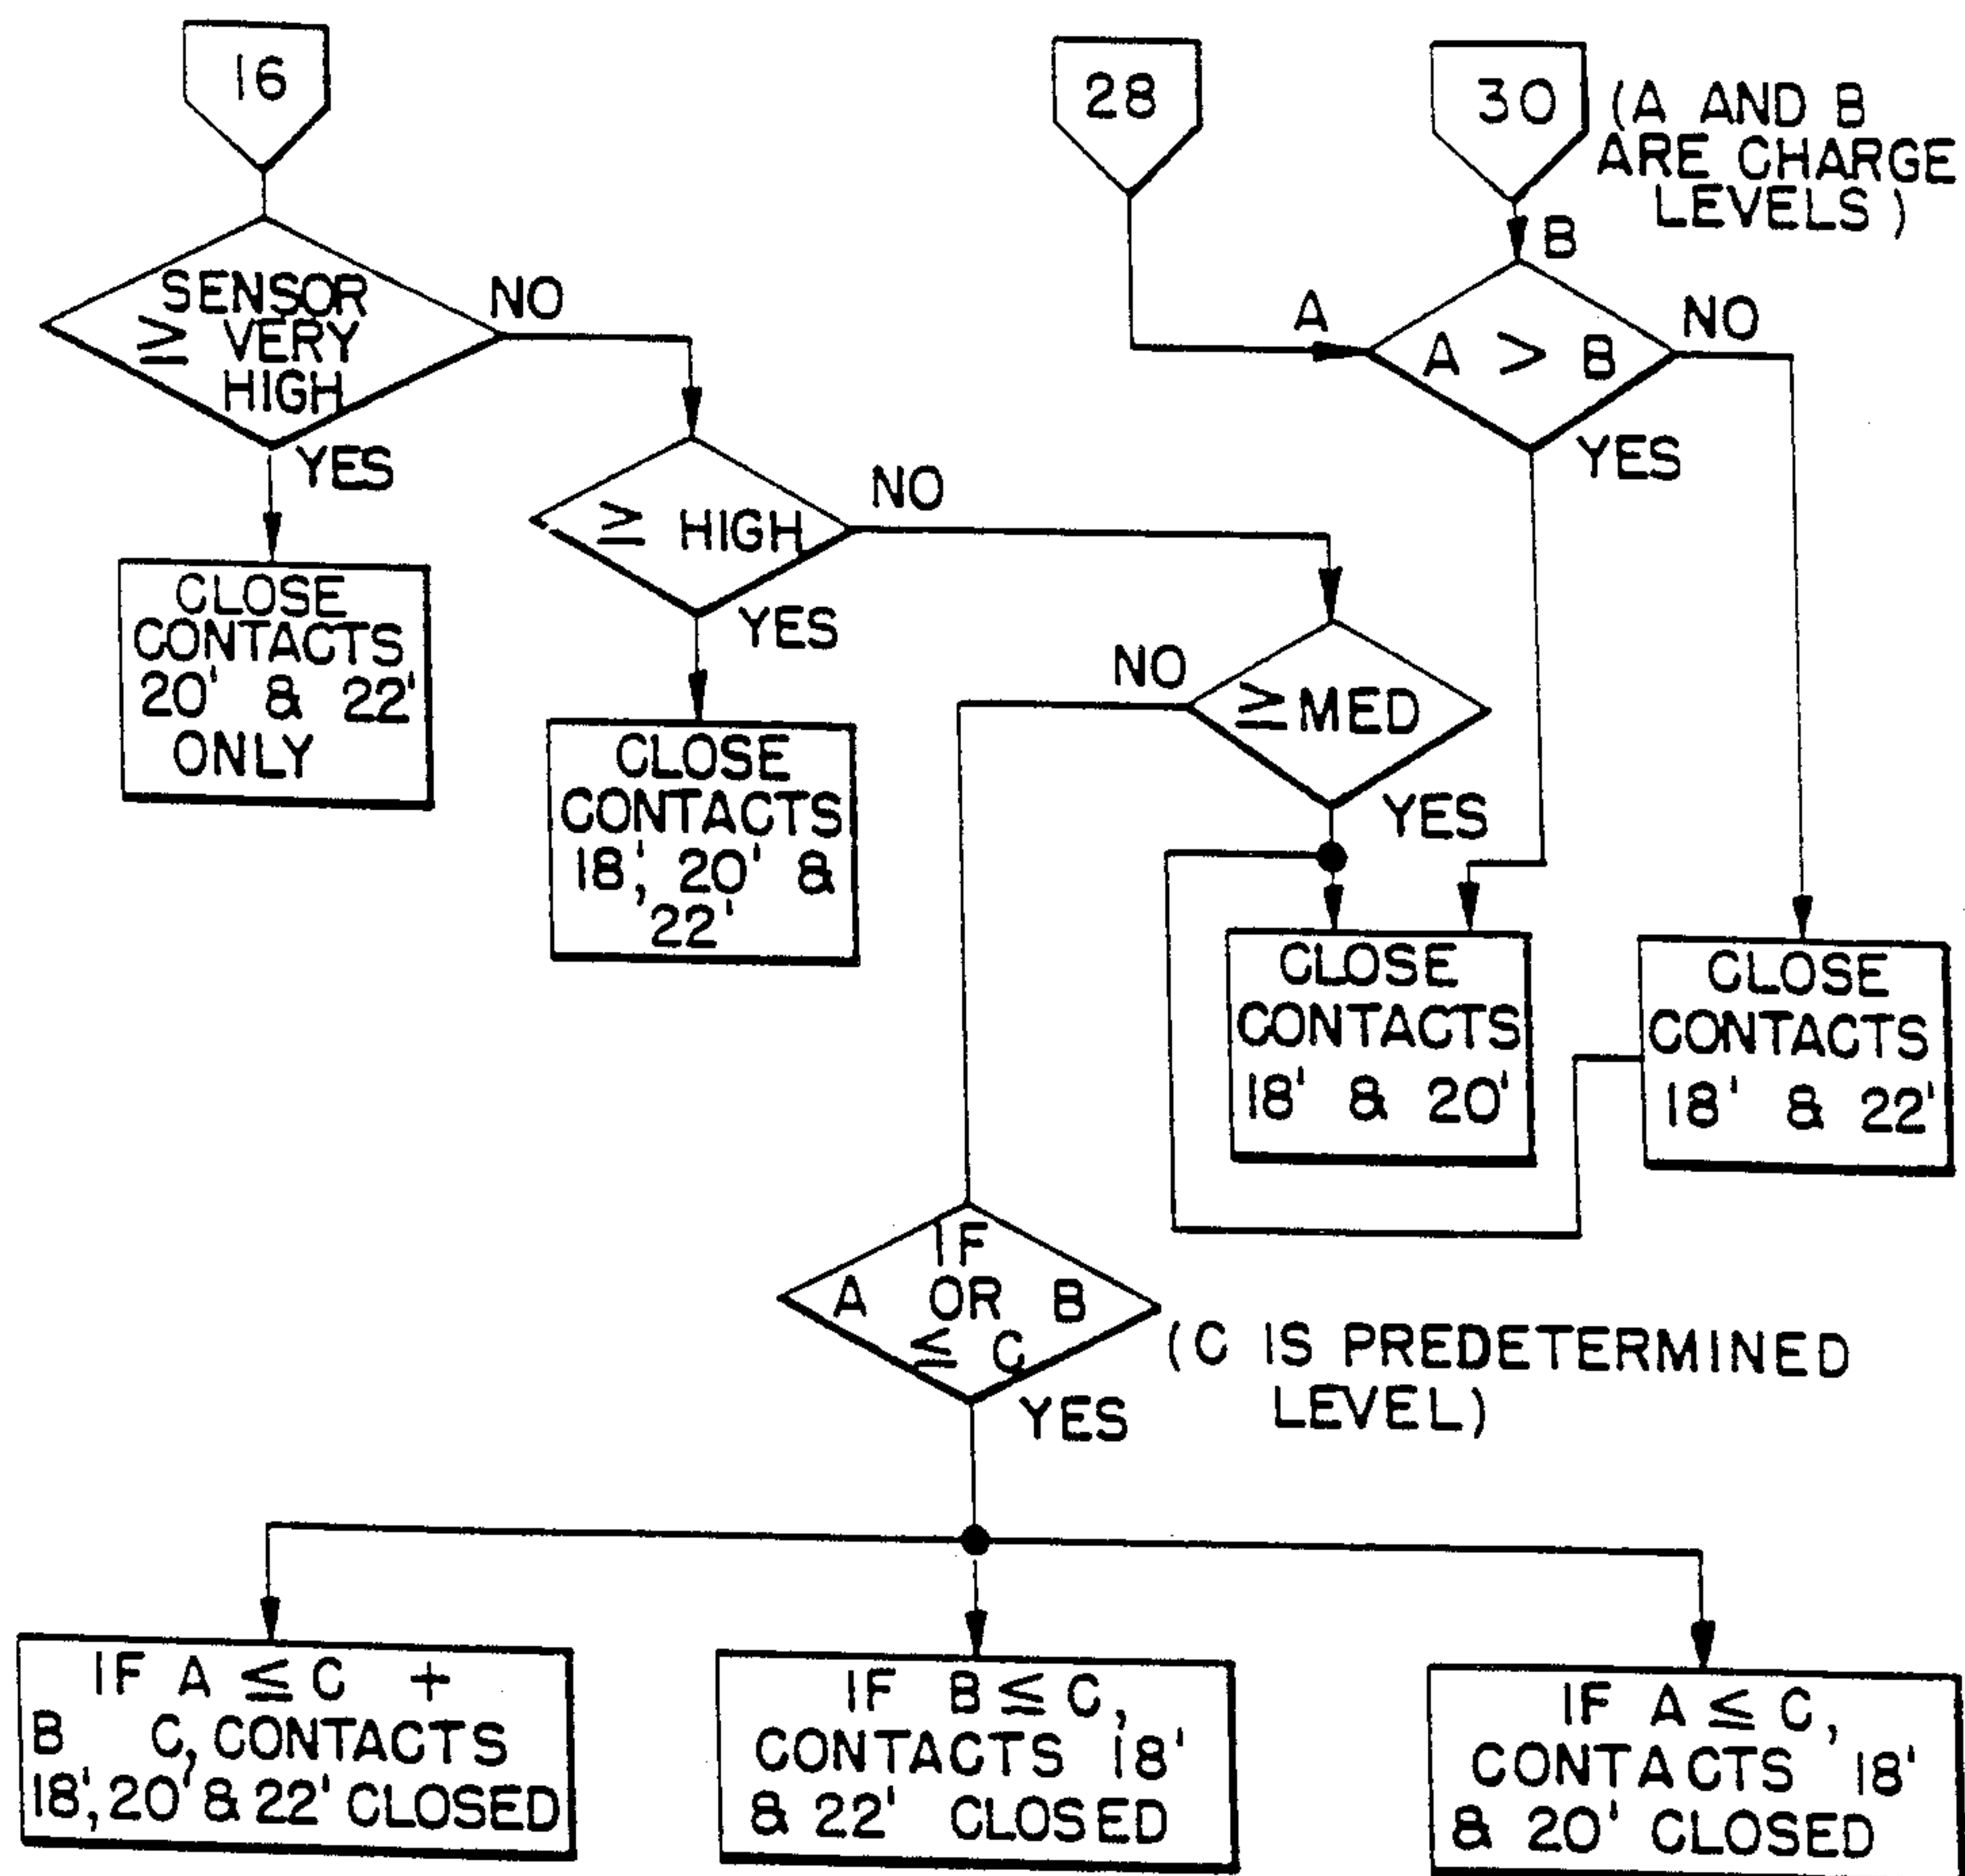 16
28
30
(A AND B
ARE CHARGE
LEVELS)
B
SENSOR
≧ VERY
HIGH
NO
YES
A
A > B
NO
YES
≧ HIGH
NO
YES
CLOSE
CONTACTS
20' & 22'
ONLY
NO
≧MED
YES
CLOSE
CONTACTS
18', 20' &
22'
CLOSE
CONTACTS
18' & 20'
CLOSE
CONTACTS
18' & 22'
IF
A OR B
≦ C
(C IS PREDETERMINED
LEVEL)
YES
IF A ≦ C +
B C, CONTACTS
18', 20' & 22' CLOSED
IF B ≦ C,
CONTACTS 18'
& 22' CLOSED
IF A ≦ C,
CONTACTS 18'
& 20' CLOSED